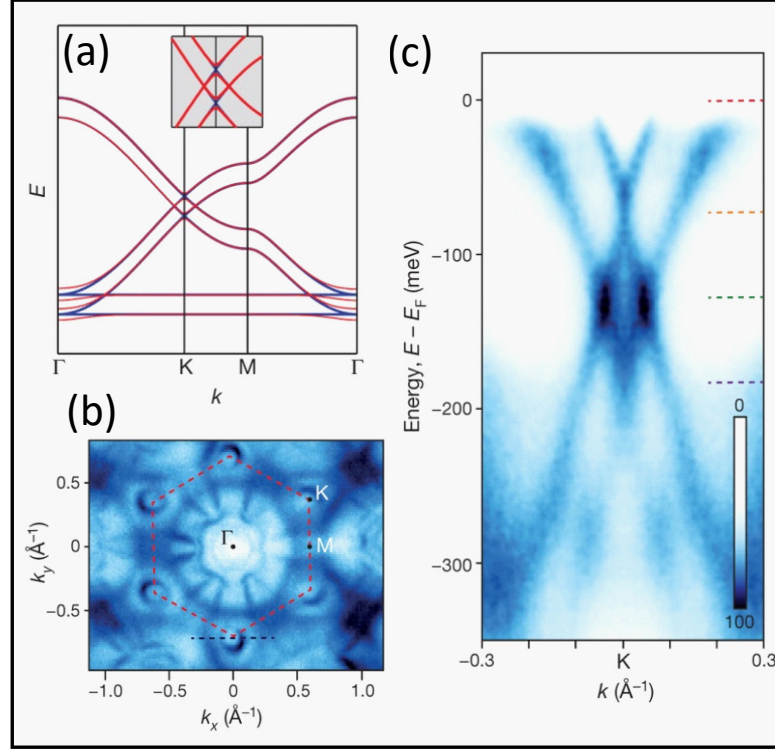 (a)
E
Γ K M Γ
k
(b)
0.5
0
-0.5
k_y (Å⁻¹)
Γ
K
M
-1.0 -0.5 0 0.5 1.0
k_x (Å⁻¹)
(c)
0
-100
-200
-300
Energy, E – E_F (meV)
0
100
-0.3 K 0.3
k (Å⁻¹)